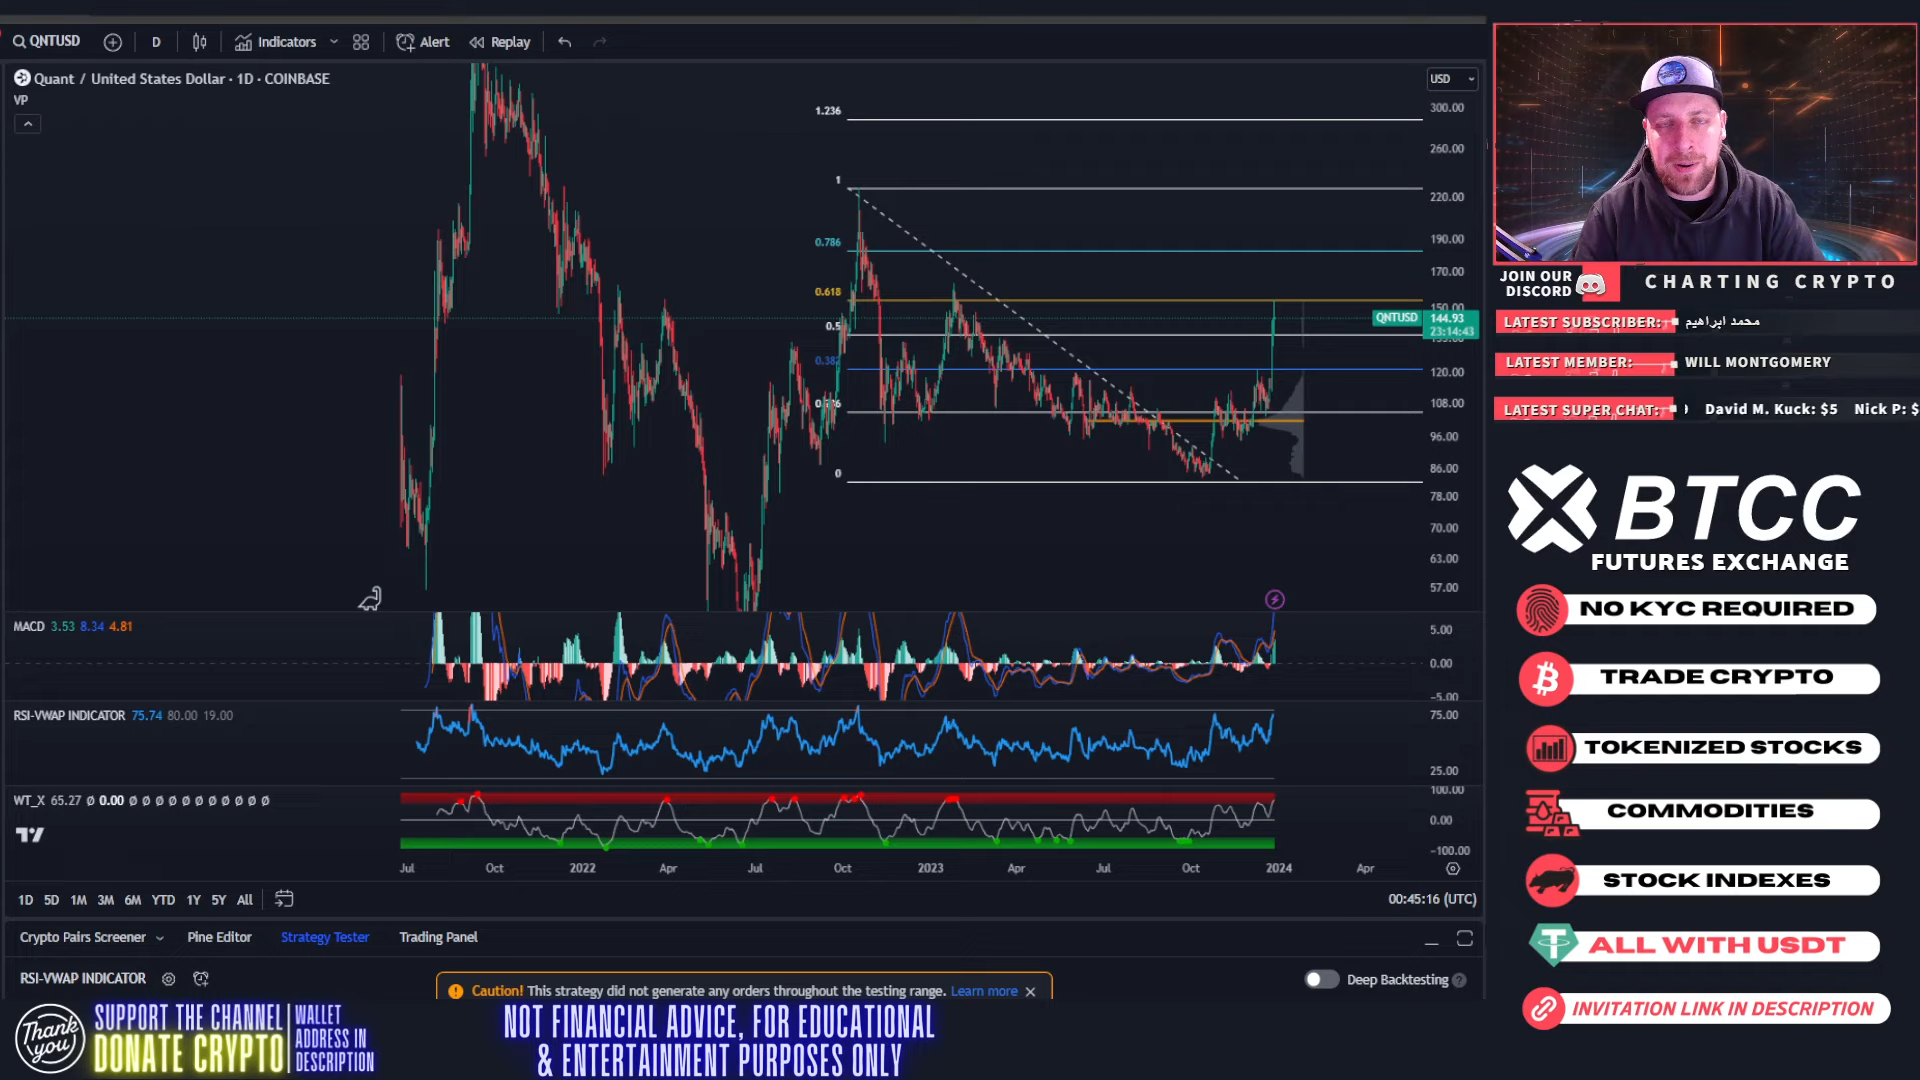 QNTUSD
D
Indicators
Alert
Replay
Quant / United States Dollar · 1D · COINBASE
VP
USD
300.00
260.00
220.00
190.00
170.00
150.00
QNTUSD 144.93
23:14:43
120.00
108.00
96.00
86.00
78.00
70.00
63.00
57.00
1.236
1
0.786
0.618
0.5
0.382
0
MACD 3.53 8.34 4.81
5.00
0.00
-5.00
RSI-VWAP INDICATOR 75.74 80.00 19.00
75.00
25.00
WT_X 65.27 Ø 0.00 Ø Ø Ø Ø Ø Ø Ø Ø Ø Ø Ø
100.00
0.00
-100.00
Jul Oct 2022 Apr Jul Oct 2023 Apr Jul Oct 2024 Apr
1D 5D 1M 3M 6M YTD 1Y 5Y All
00:45:16 (UTC)
Crypto Pairs Screener Pine Editor Strategy Tester Trading Panel
RSI-VWAP INDICATOR
Caution! This strategy did not generate any orders throughout the testing range. Learn more
Deep Backtesting
Thank you
SUPPORT THE CHANNEL
DONATE CRYPTO
WALLET
ADDRESS IN
DESCRIPTION
NOT FINANCIAL ADVICE, FOR EDUCATIONAL
& ENTERTAINMENT PURPOSES ONLY
JOIN OUR
DISCORD
CHARTING CRYPTO
LATEST SUBSCRIBER: محمد ابراهيم
LATEST MEMBER: WILL MONTGOMERY
LATEST SUPER CHAT: David M. Kuck: $5 Nick P: $
BTCC
FUTURES EXCHANGE
NO KYC REQUIRED
TRADE CRYPTO
TOKENIZED STOCKS
COMMODITIES
STOCK INDEXES
ALL WITH USDT
INVITATION LINK IN DESCRIPTION